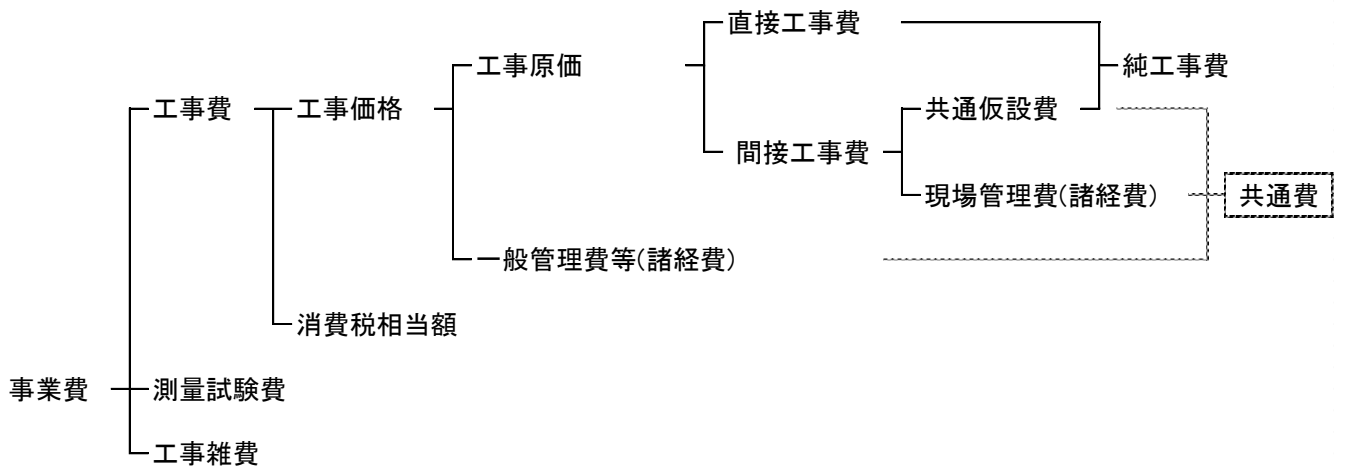 直接工事費
工事原価
純工事費
工事費
工事価格
共通仮設費
間接工事費
現場管理費(諸経費)
共通費
一般管理費等(諸経費)
消費税相当額
事業費
測量試験費
工事雑費